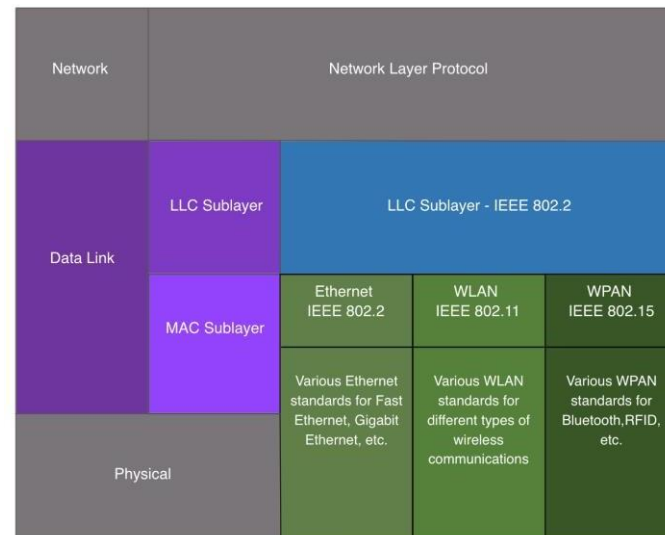 Network
Network Layer Protocol
Data Link
LLC Sublayer
LLC Sublayer - IEEE 802.2
MAC Sublayer
Ethernet
IEEE 802.2
WLAN
IEEE 802.11
WPAN
IEEE 802.15
Various Ethernet
standards for Fast
Ethernet, Gigabit
Ethernet, etc.
Various WLAN
standards for
different types of
wireless
communications
Various WPAN
standards for
Bluetooth,RFID,
etc.
Physical